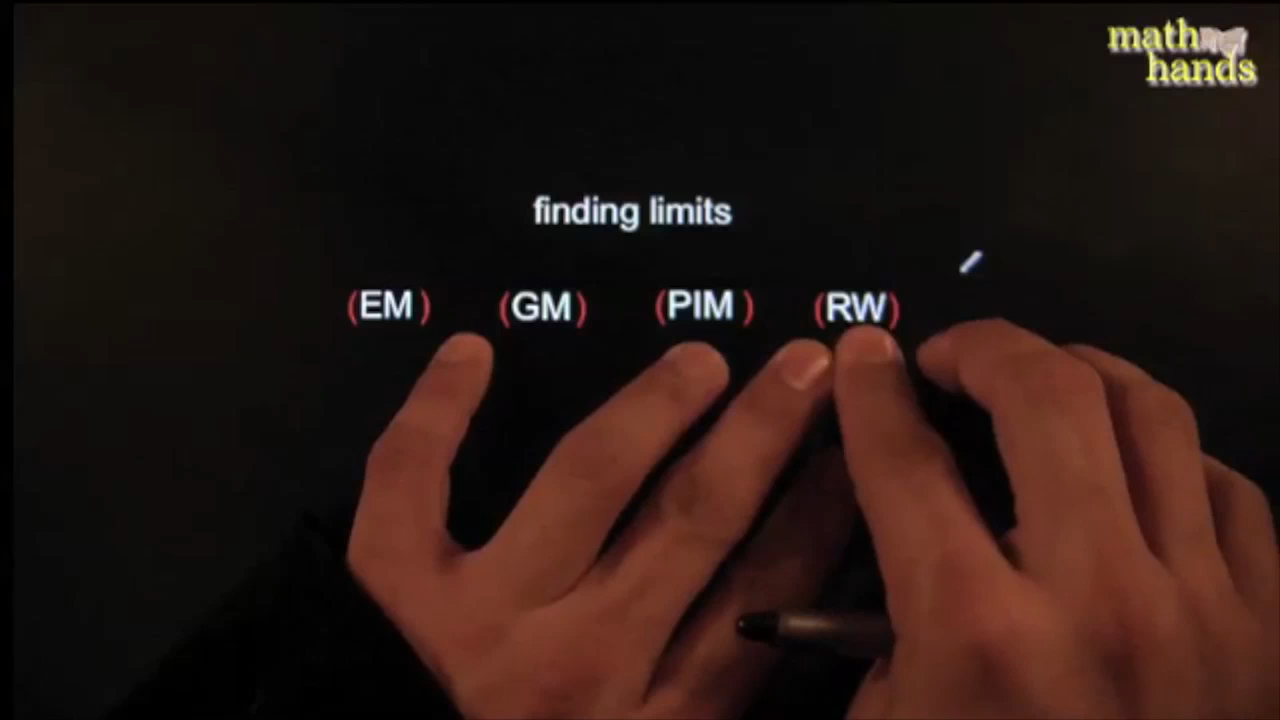 math
hands
finding limits
(EM ) (GM) (PIM ) (RW)